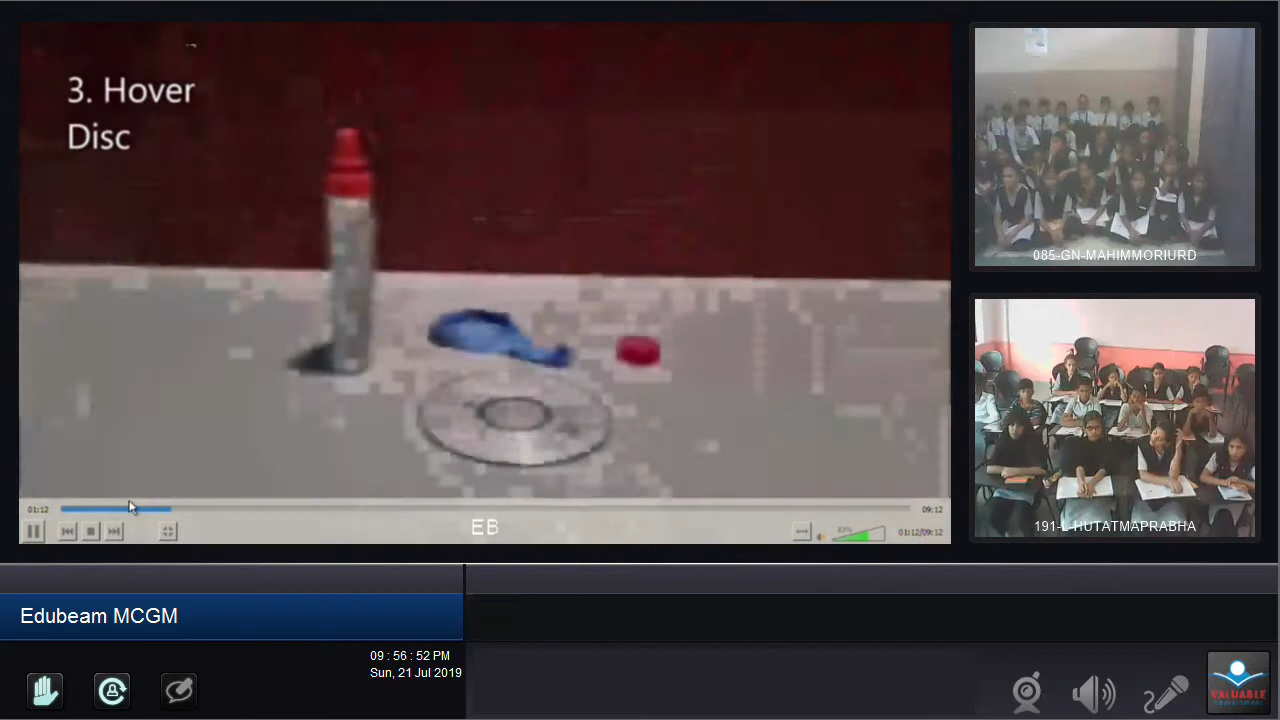 3. Hover
Disc
01:12
09:12
EB
83%
01:12/09:12
085-GN-MAHIMMORIURD
191-L-HUTATMAPRABHA
Edubeam MCGM
09 : 56 : 52 PM
Sun, 21 Jul 2019
VALUABLE